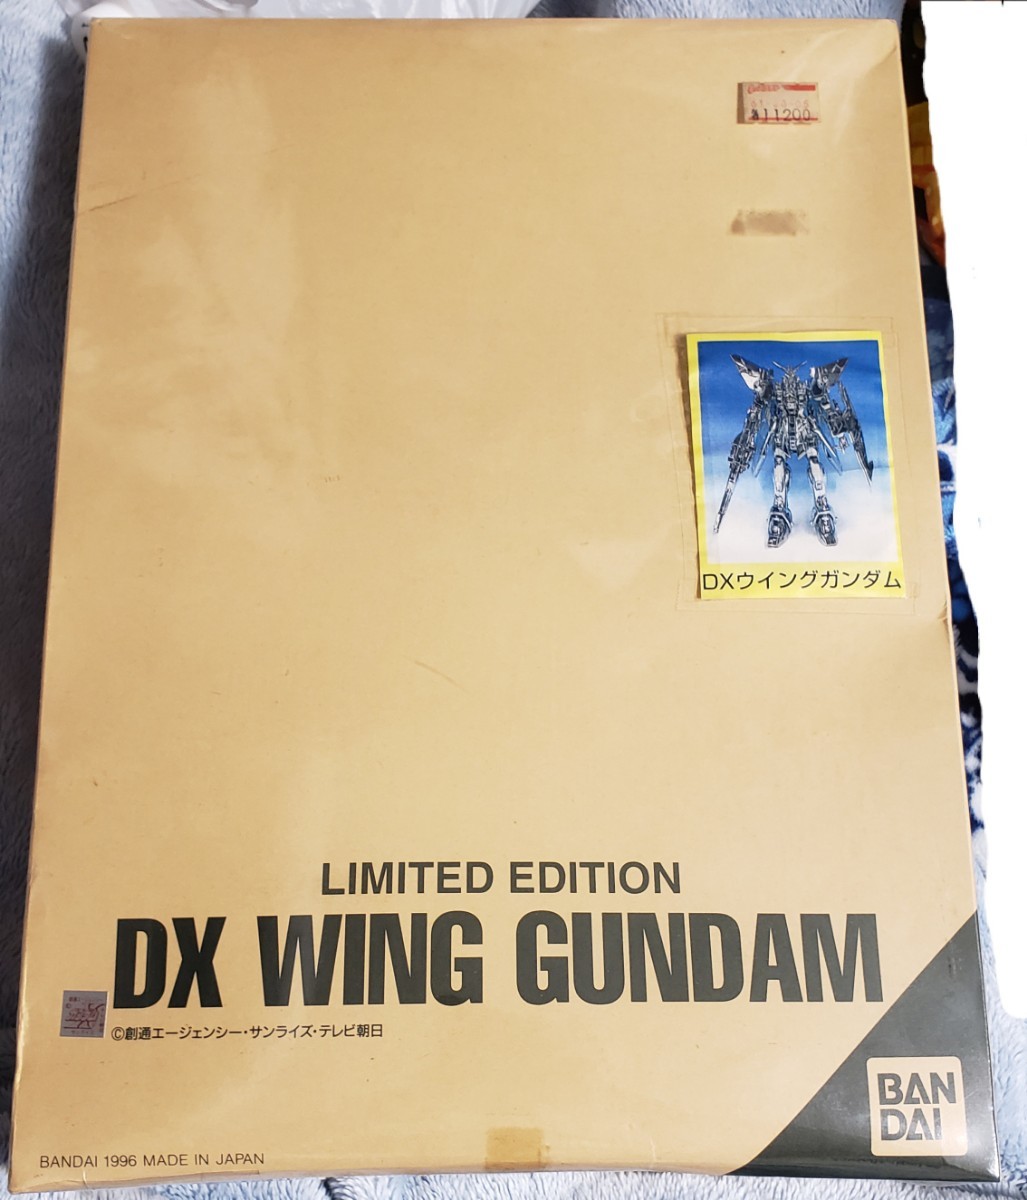 ¥11200
DXウイングガンダム
LIMITED EDITION
DX WING GUNDAM
©創通エージェンシー・サンライズ・テレビ朝日
BAN
DAI
BANDAI 1996 MADE IN JAPAN